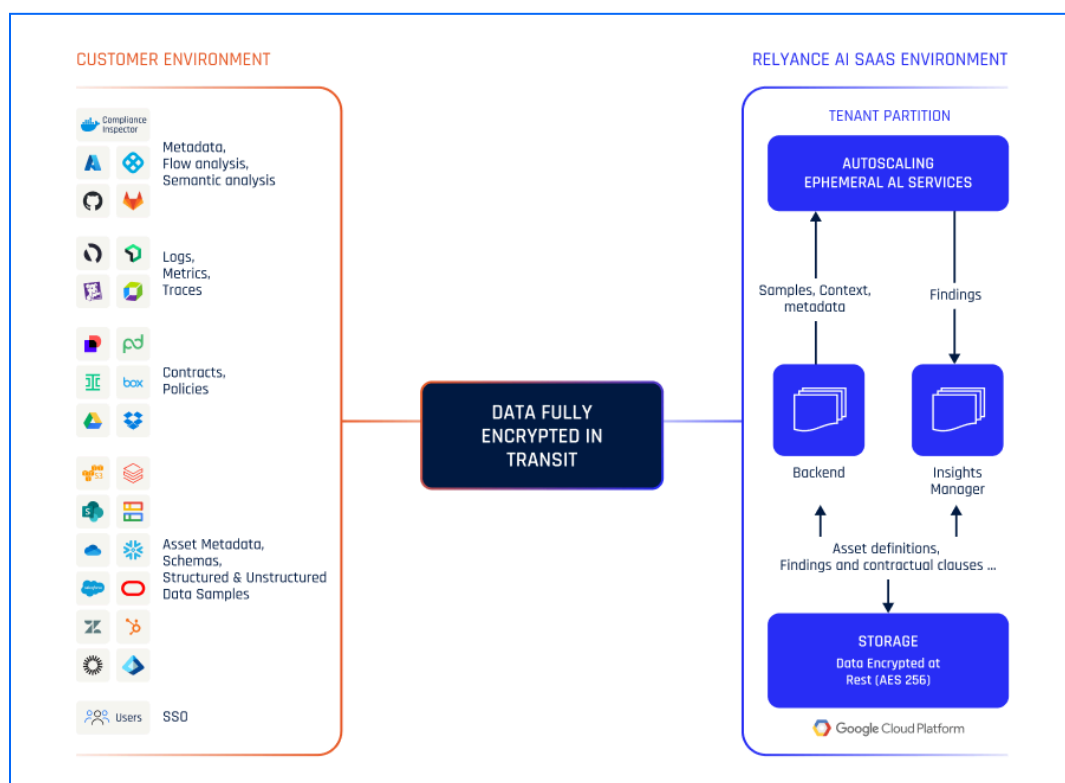 CUSTOMER ENVIRONMENT
Compliance
Inspector
Metadata,
Flow analysis,
Semantic analysis
Logs,
Metrics,
Traces
pd
box
Contracts,
Policies
S3
S
Asset Metadata,
Schemas,
Structured & Unstructured
Data Samples
Users
SSO
DATA FULLY
ENCRYPTED IN
TRANSIT
RELYANCE AI SAAS ENVIRONMENT
TENANT PARTITION
AUTOSCALING
EPHEMERAL AL SERVICES
Samples, Context,
metadata
Findings
Backend
Insights
Manager
Asset definitions,
Findings and contractual clauses ...
STORAGE
Data Encrypted at
Rest (AES 256)
Google Cloud Platform